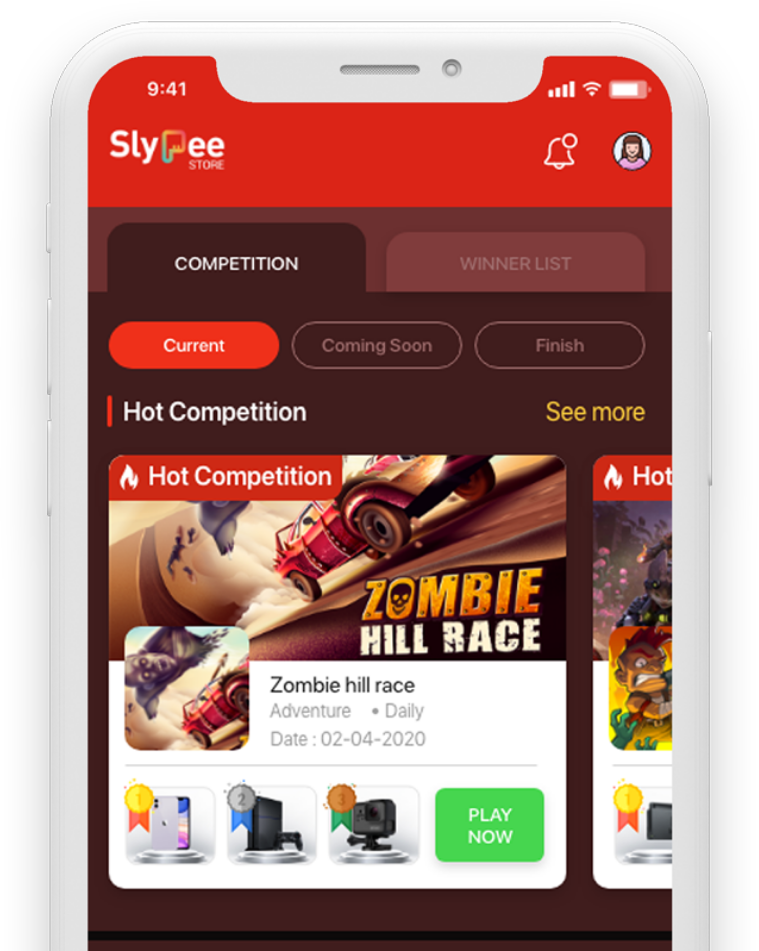 9:41
SlyPee
STORE
COMPETITION
WINNER LIST
Current
Coming Soon
Finish
Hot Competition
See more
Hot Competition
Hot
ZOMBIE
HILL RACE
Zombie hill race
Adventure • Daily
Date : 02-04-2020
1
2
3
PLAY
NOW
1